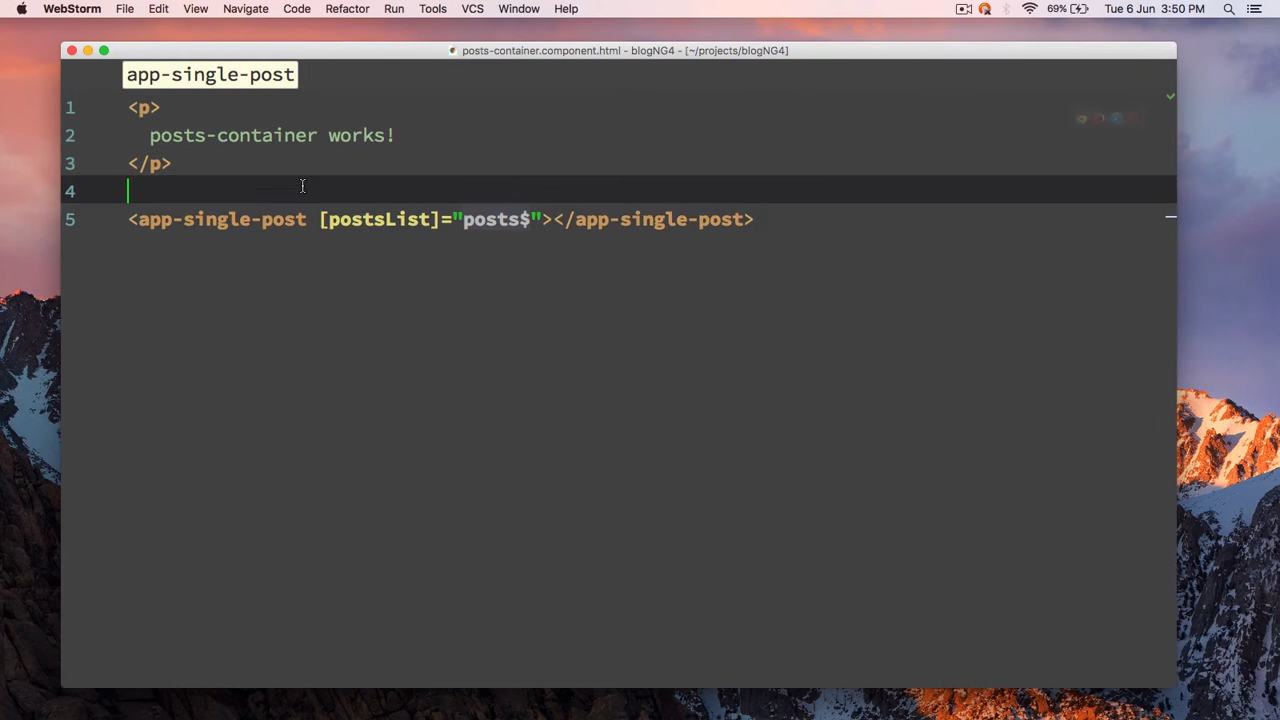 WebStorm File Edit View Navigate Code Refactor Run Tools VCS Window Help 69% Tue 6 Jun 3:50 PM
posts-container.component.html - blogNG4 - [~/projects/blogNG4]
app-single-post
1 <p>
2 posts-container works!
3 </p>
4
5 <app-single-post [postsList]="posts$"></app-single-post>